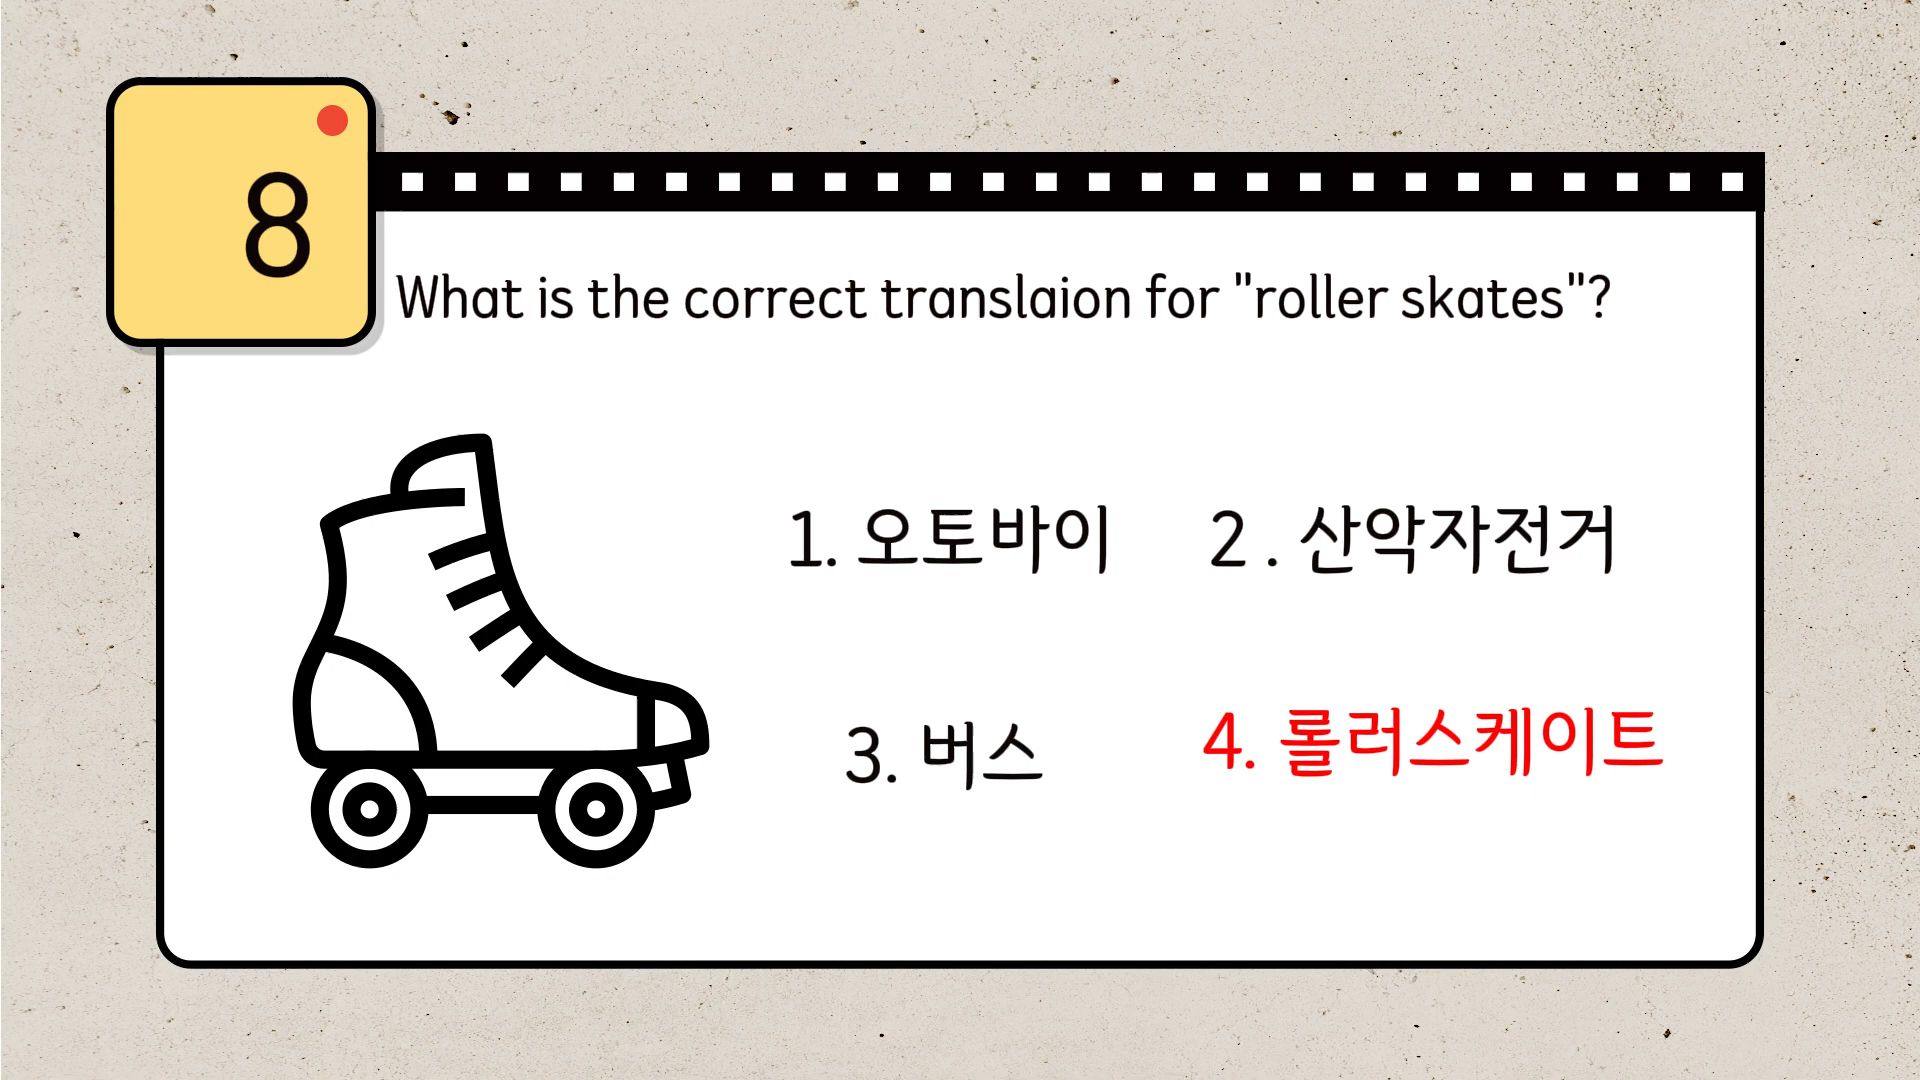 8
What is the correct translaion for "roller skates"?
1. 오토바이
2 . 산악자전거
3. 버스
4. 롤러스케이트